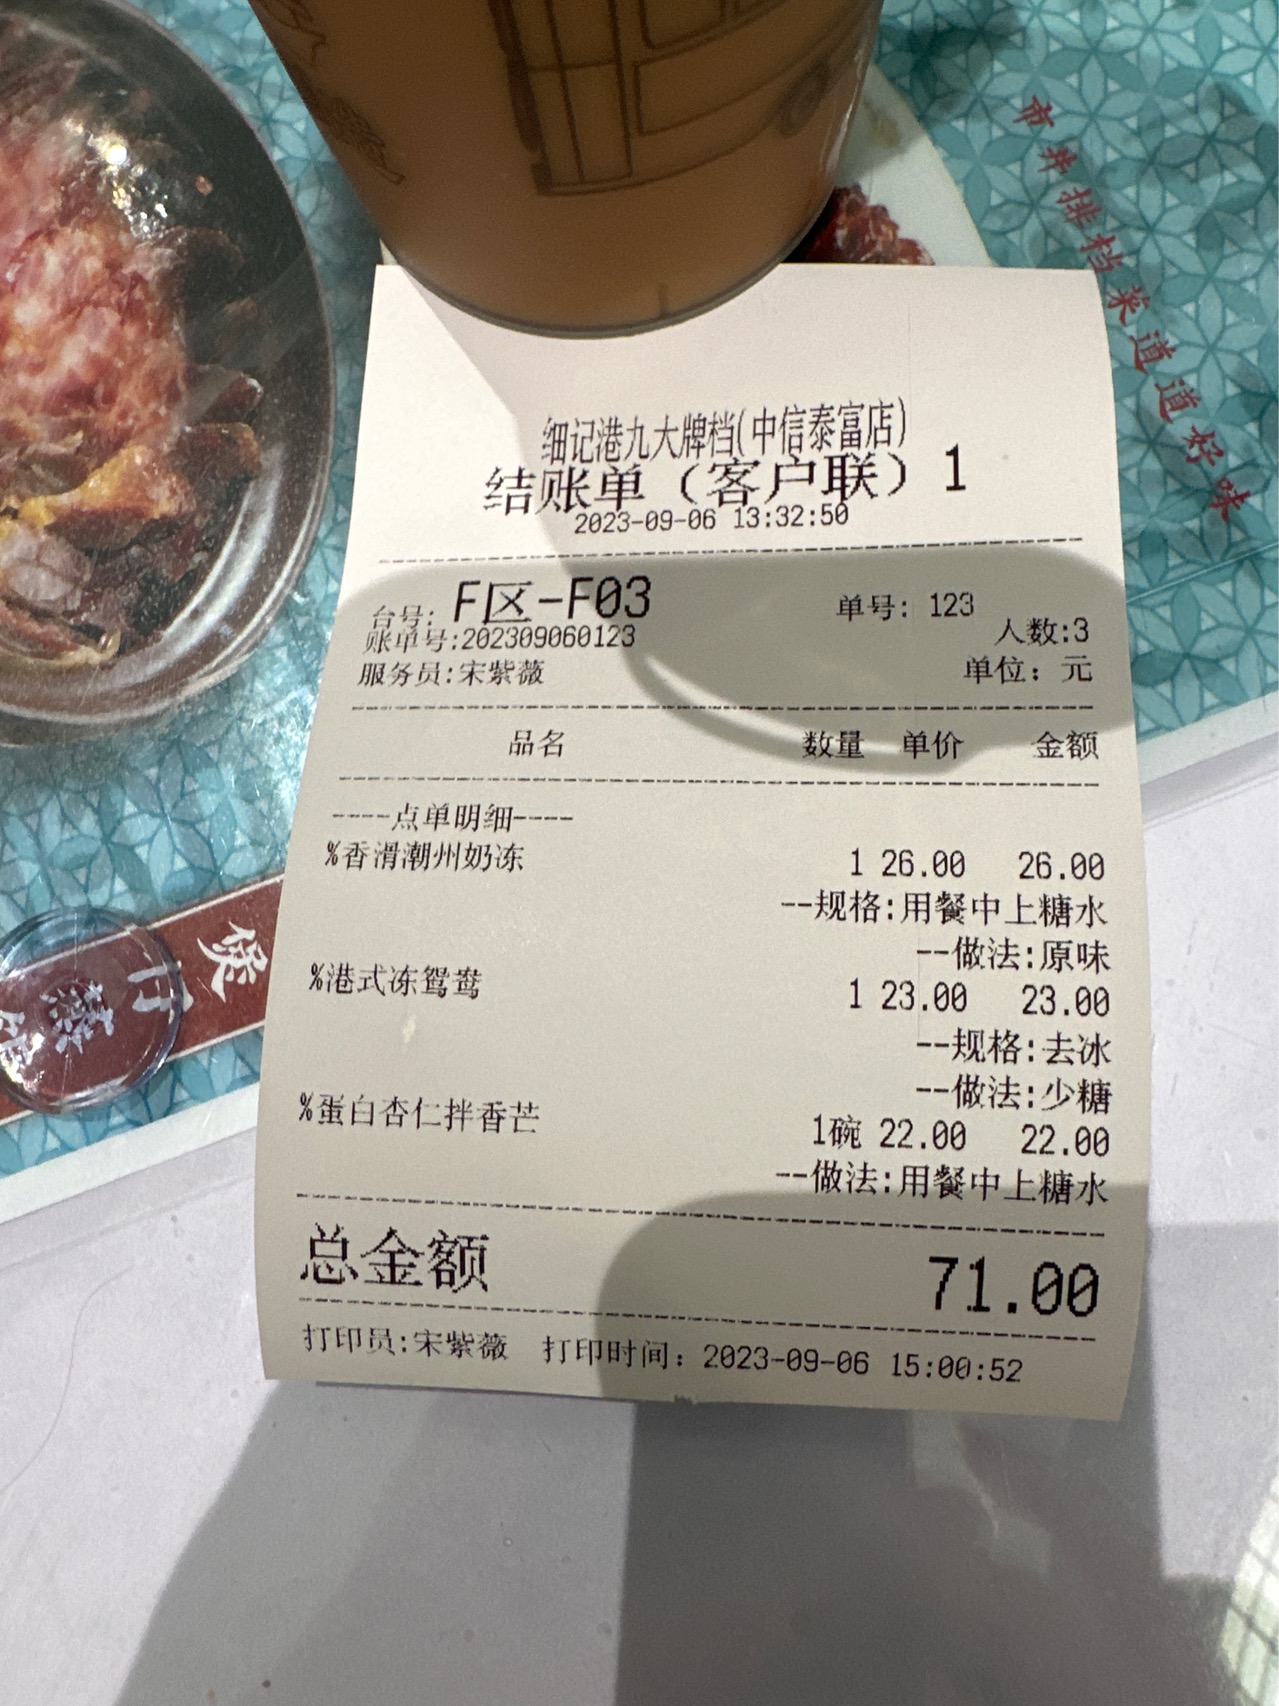 市井排档菜道道好味
细记港九大牌档(中信泰富店)
结账单（客户联）1
2023-09-06 13:32:50
台号: F区-F03 单号: 123
账单号:202309060123 人数:3
服务员:宋紫薇 单位: 元
品名 数量 单价 金额
----点单明细----
%香滑潮州奶冻 1 26.00 26.00
--规格:用餐中上糖水
--做法:原味
%港式冻鸳鸯 1 23.00 23.00
--规格:去冰
--做法:少糖
%蛋白杏仁拌香芒 1碗 22.00 22.00
--做法:用餐中上糖水
总金额 71.00
打印员:宋紫薇 打印时间: 2023-09-06 15:00:52
煲仔